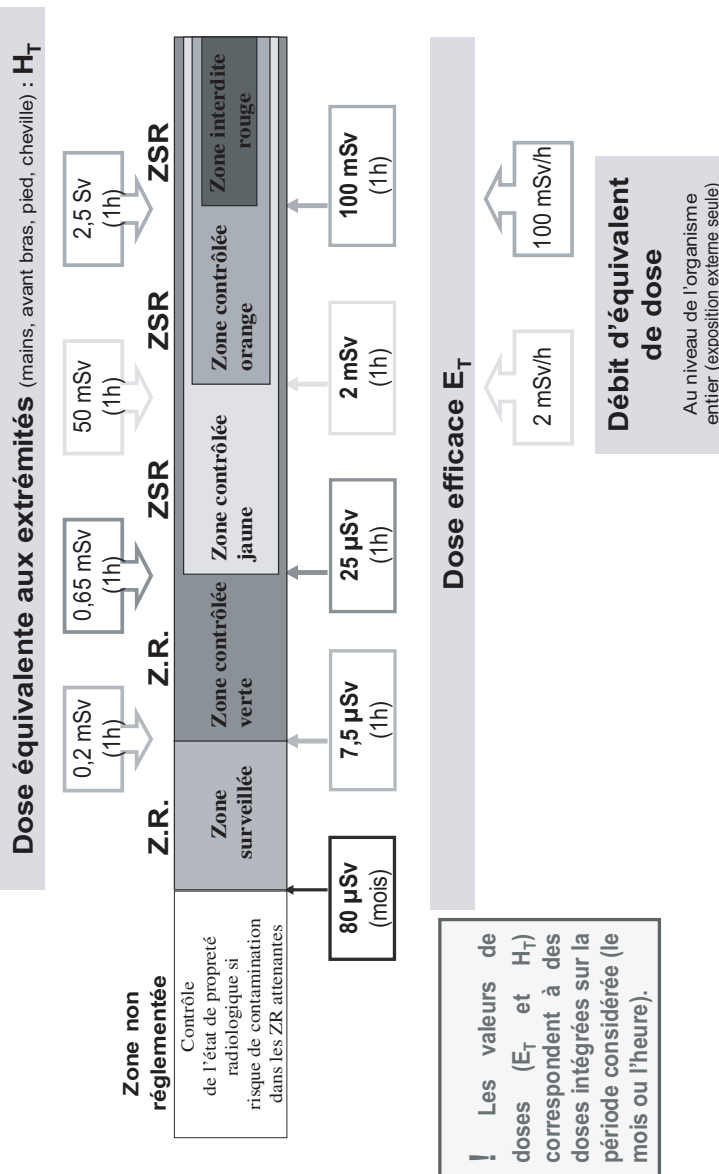 Dose équivalente aux extrémités (mains, avant bras, pied, cheville) : HT
0,2 mSv
(1h)
0,65 mSv
(1h)
50 mSv
(1h)
2,5 Sv
(1h)
Zone non
réglementée
Z.R.
Z.R.
ZSR
ZSR
ZSR
Contrôle
de l’état de propreté
radiologique si
risque de contamination
dans les ZR attenantes
Zone
surveillée
Zone contrôlée
verte
Zone contrôlée
jaune
Zone contrôlée
orange
Zone interdite
rouge
80 µSv
(mois)
7,5 µSv
(1h)
25 µSv
(1h)
2 mSv
(1h)
100 mSv
(1h)
Dose efficace ET
! Les valeurs de
doses (ET et HT)
correspondent à des
doses intégrées sur la
période considérée (le
mois ou l’heure).
2 mSv/h
100 mSv/h
Débit d’équivalent
de dose
Au niveau de l’organisme
entier (exposition externe seule)